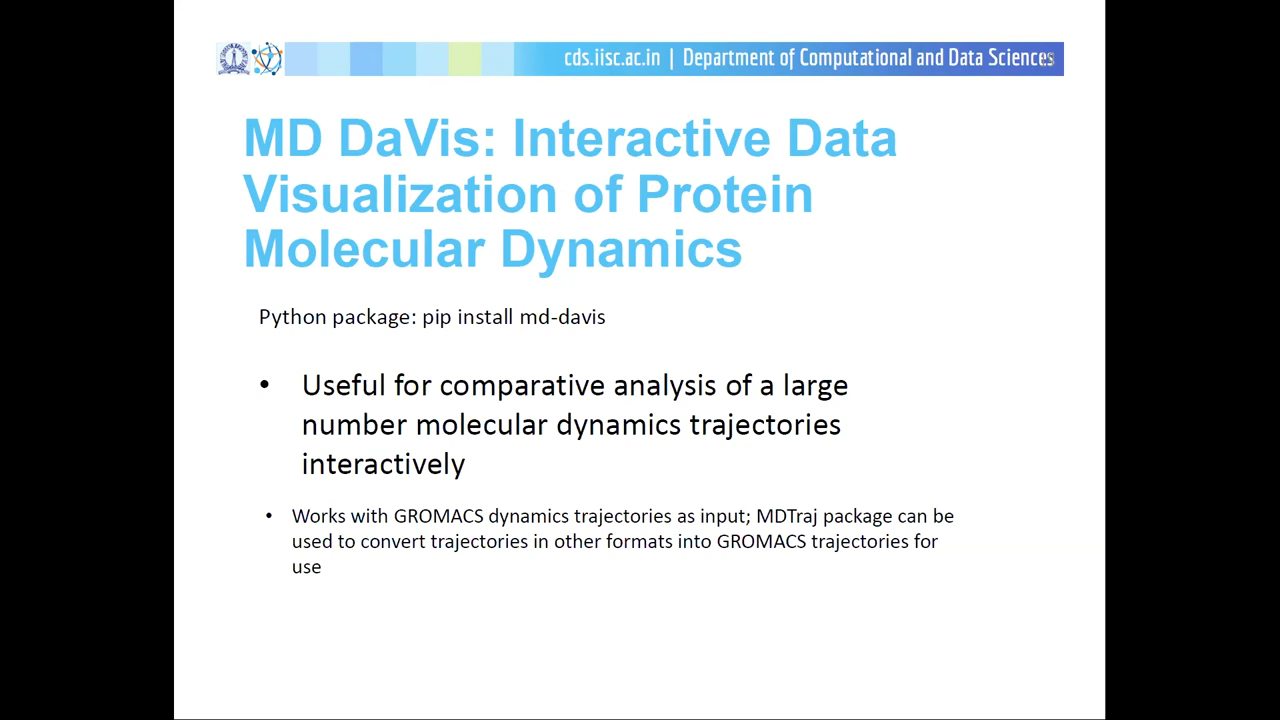 cds.iisc.ac.in | Department of Computational and Data Sciences
MD DaVis: Interactive Data
Visualization of Protein
Molecular Dynamics
Python package: pip install md-davis
• Useful for comparative analysis of a large
number molecular dynamics trajectories
interactively
• Works with GROMACS dynamics trajectories as input; MDTraj package can be
used to convert trajectories in other formats into GROMACS trajectories for
use